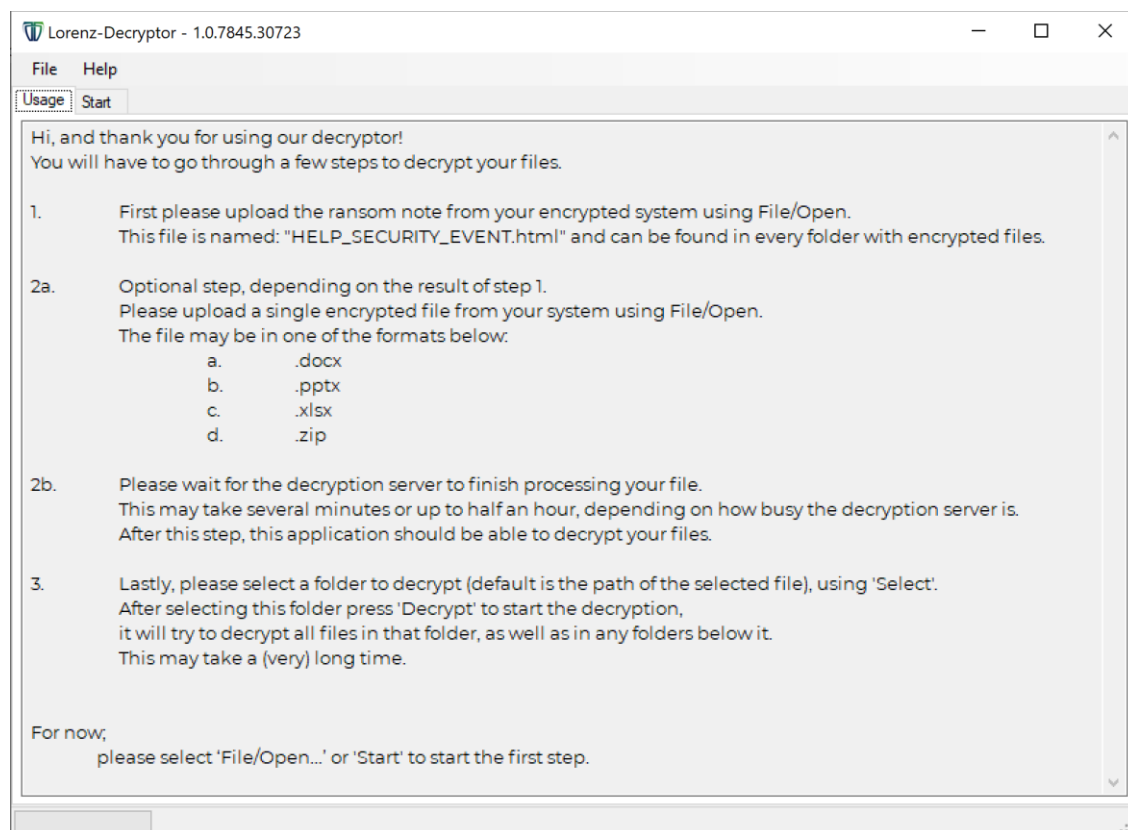 Lorenz-Decryptor - 1.0.7845.30723
File Help
Usage Start
Hi, and thank you for using our decryptor!
You will have to go through a few steps to decrypt your files.
1. First please upload the ransom note from your encrypted system using File/Open.
This file is named: "HELP_SECURITY_EVENT.html" and can be found in every folder with encrypted files.
2a. Optional step, depending on the result of step 1.
Please upload a single encrypted file from your system using File/Open.
The file may be in one of the formats below:
a. .docx
b. .pptx
c. .xlsx
d. .zip
2b. Please wait for the decryption server to finish processing your file.
This may take several minutes or up to half an hour, depending on how busy the decryption server is.
After this step, this application should be able to decrypt your files.
3. Lastly, please select a folder to decrypt (default is the path of the selected file), using 'Select'.
After selecting this folder press 'Decrypt' to start the decryption,
it will try to decrypt all files in that folder, as well as in any folders below it.
This may take a (very) long time.
For now;
please select ‘File/Open...’ or 'Start' to start the first step.